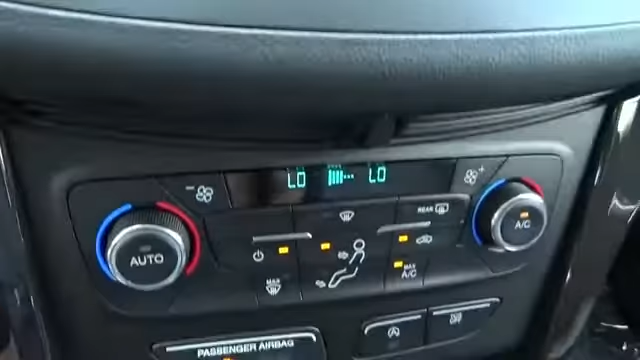 LO LO
REAR
AUTO
A/C
MAX
MAX
A/C
PASSENGER AIRBAG